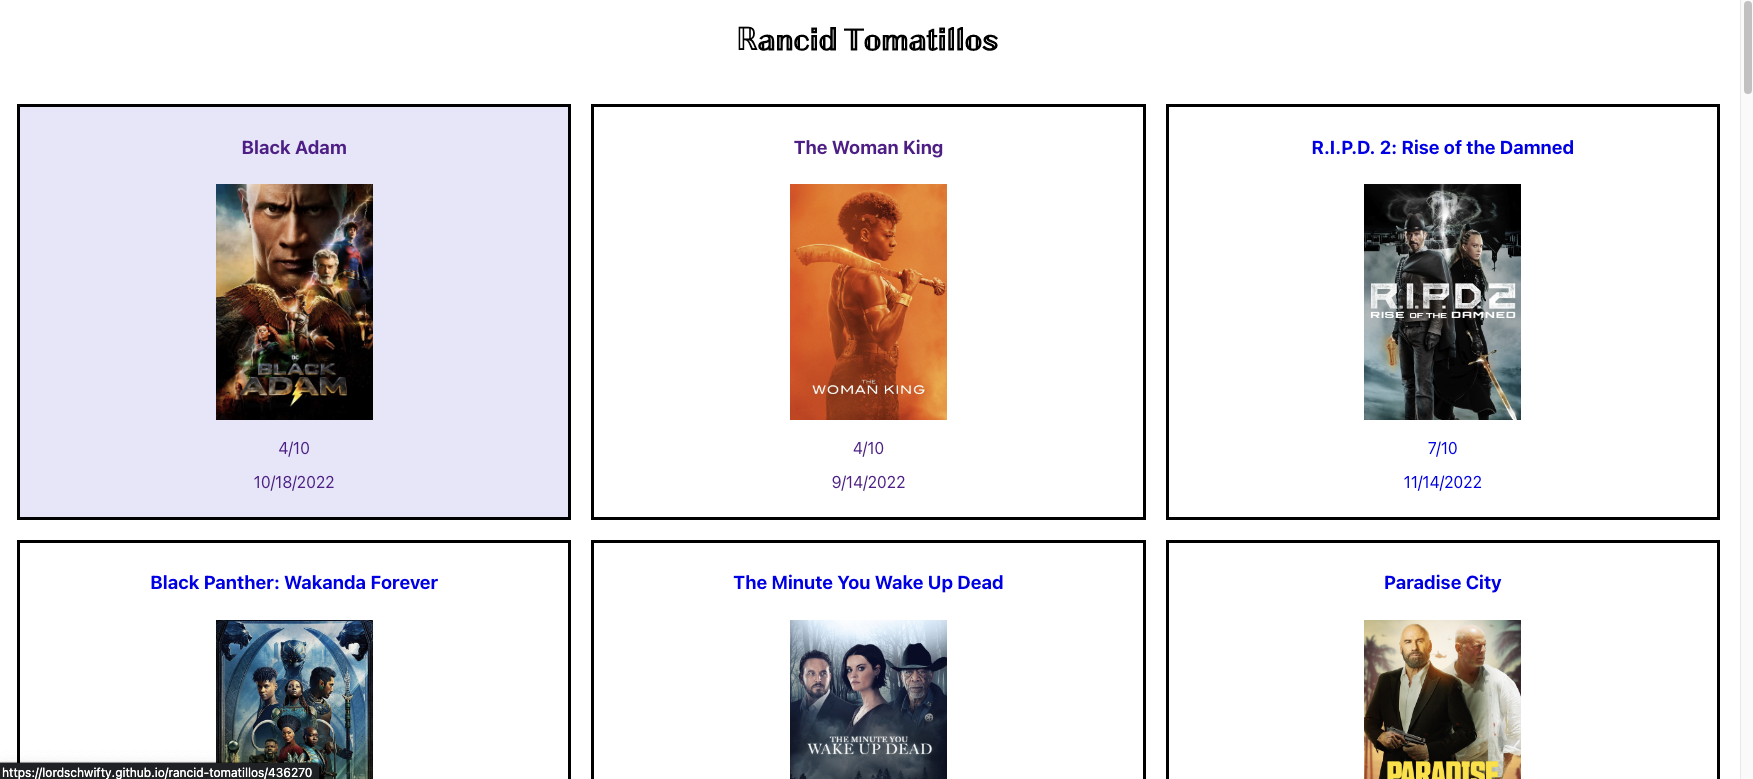 ℝancid Tomatillos
Black Adam
The Woman King
R.I.P.D. 2: Rise of the Damned
DC
BLACK
ADAM
THE
WOMAN KING
R.I.P.D.2
RISE OF THE DAMNED
4/10
4/10
7/10
10/18/2022
9/14/2022
11/14/2022
Black Panther: Wakanda Forever
The Minute You Wake Up Dead
Paradise City
THE MINUTE YOU
WAKE UP DEAD
PARADISE
https://lordschwifty.github.io/rancid-tomatillos/436270